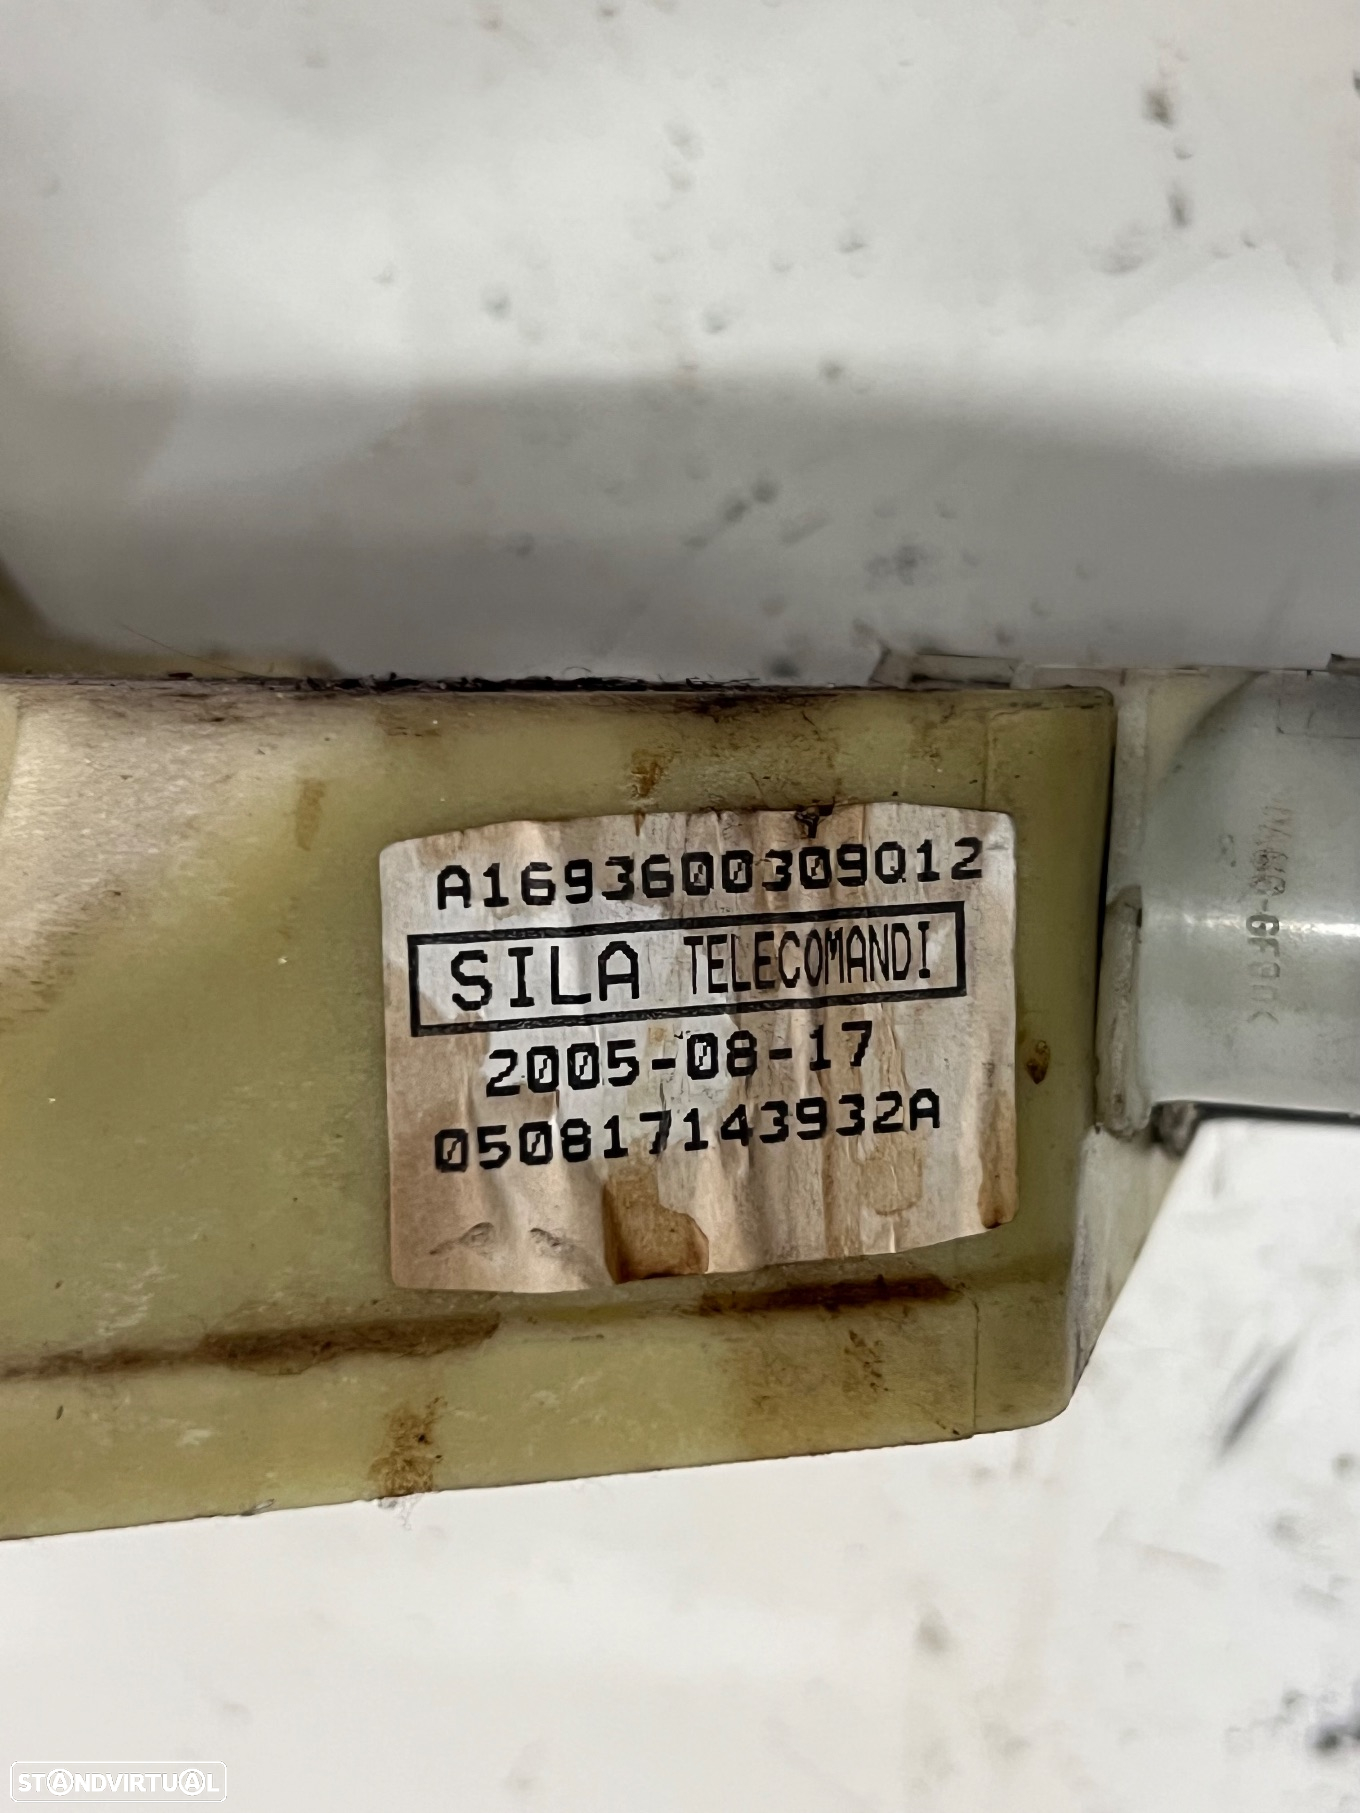 A1693600309Q12
SILA TELECOMANDI
2005-08-17
050817143932A
STANDVIRTUAL